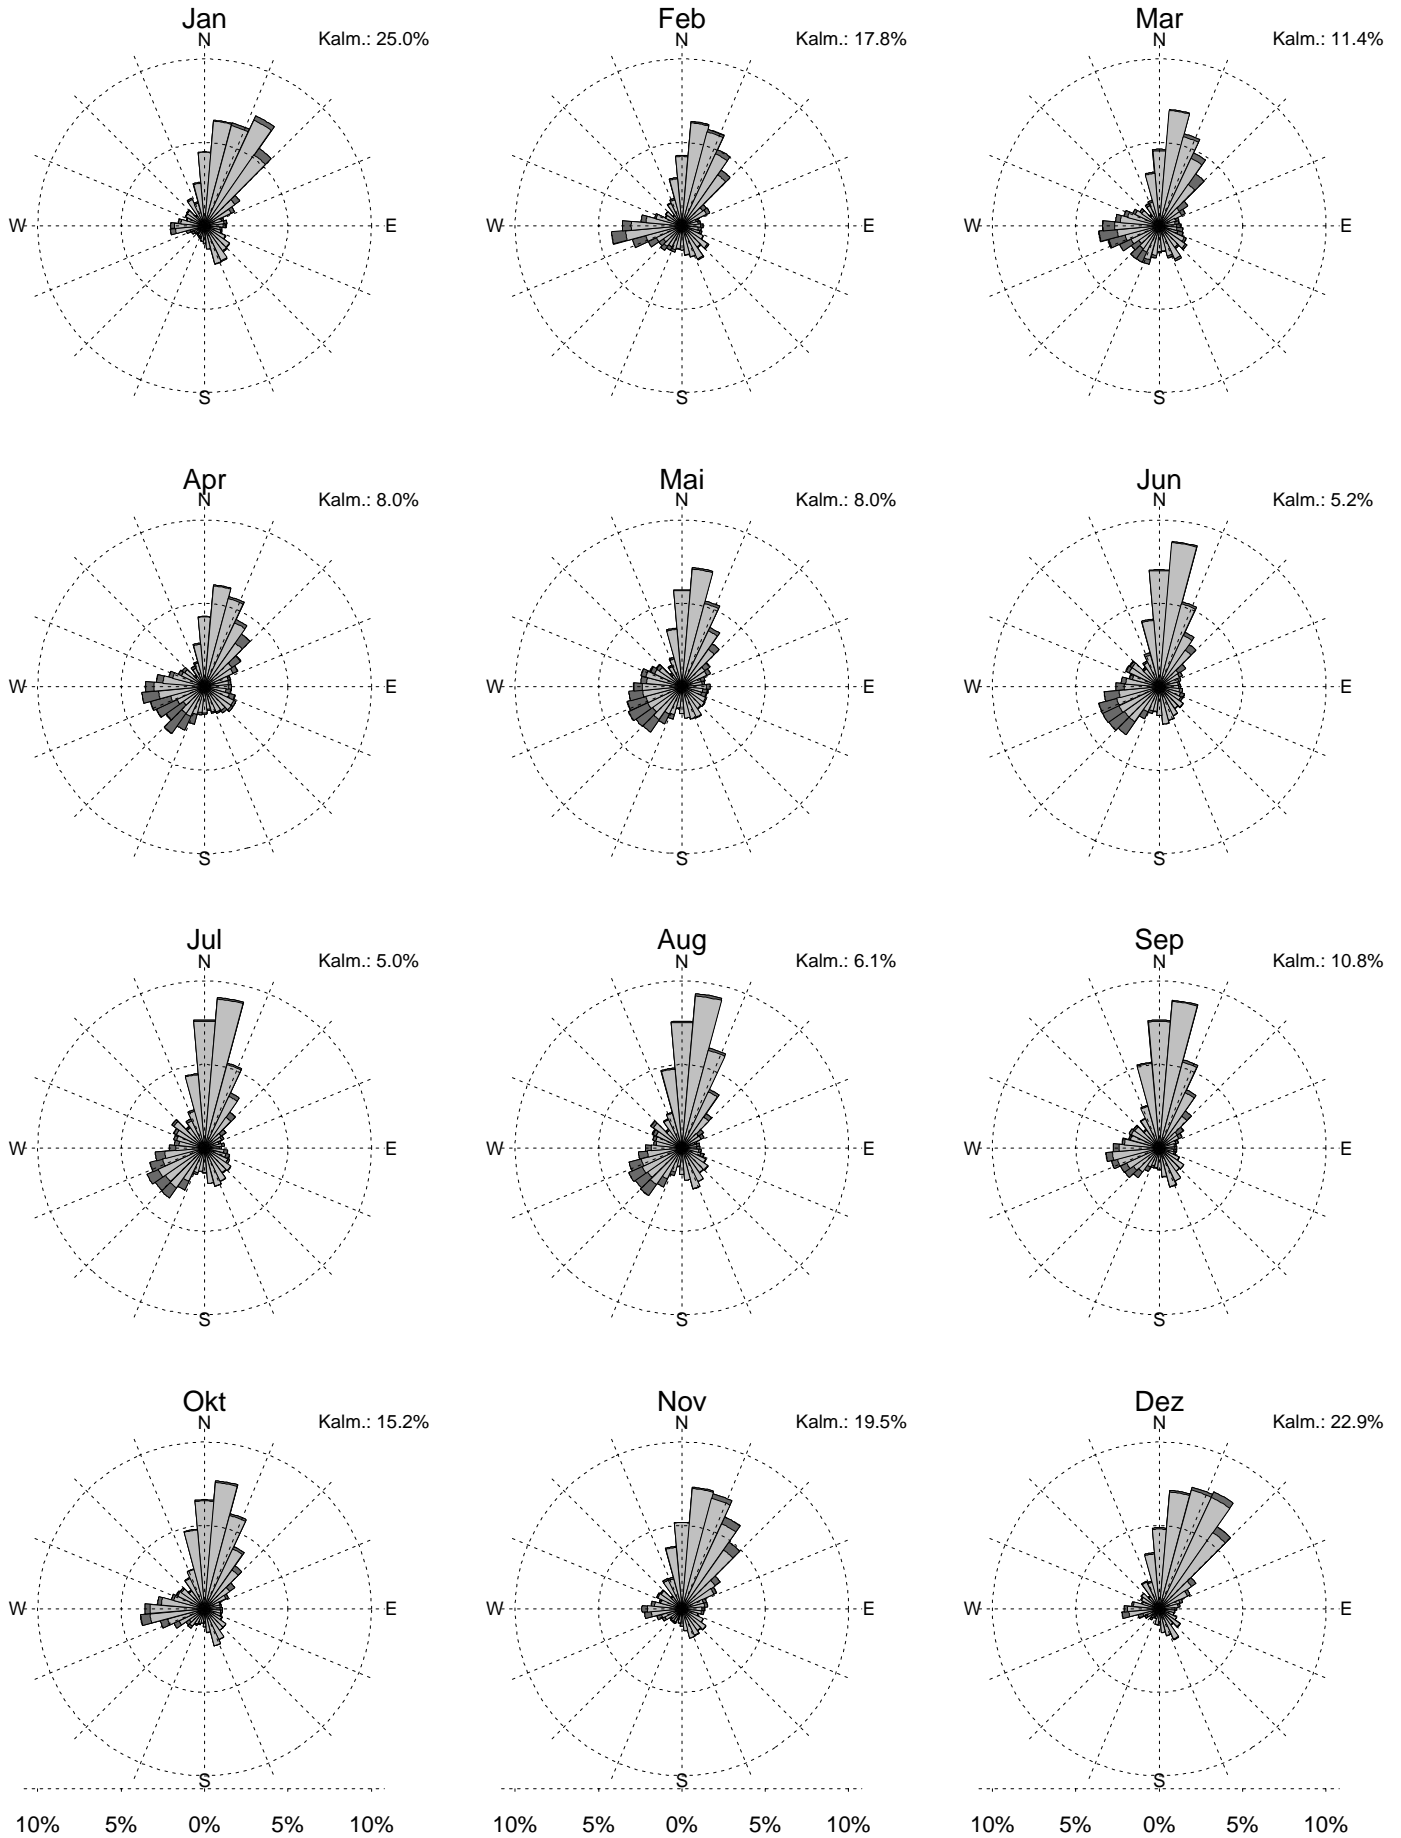 Jan
Kalm.: 25.0%
N
W
E
S
Feb
Kalm.: 17.8%
N
W
E
S
Mar
Kalm.: 11.4%
N
W
E
S
Apr
Kalm.: 8.0%
N
W
E
S
Mai
Kalm.: 8.0%
N
W
E
S
Jun
Kalm.: 5.2%
N
W
E
S
Jul
Kalm.: 5.0%
N
W
E
S
Aug
Kalm.: 6.1%
N
W
E
S
Sep
Kalm.: 10.8%
N
W
E
S
Okt
Kalm.: 15.2%
N
W
E
S
Nov
Kalm.: 19.5%
N
W
E
S
Dez
Kalm.: 22.9%
N
W
E
S
10% 5% 0% 5% 10%
10% 5% 0% 5% 10%
10% 5% 0% 5% 10%